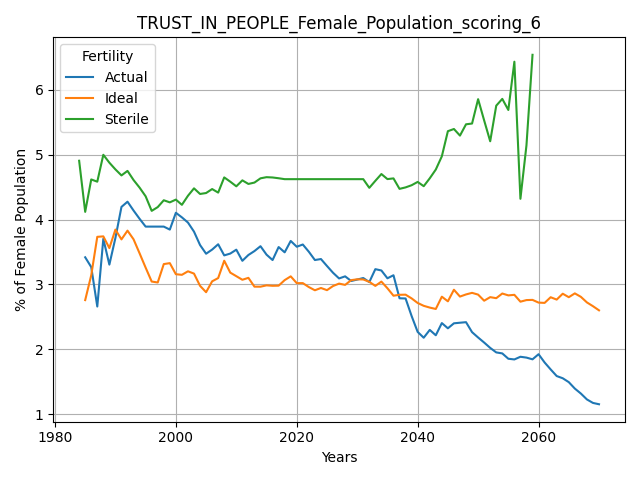 TRUST_IN_PEOPLE_Female_Population_scoring_6
Fertility
Actual
Ideal
Sterile
% of Female Population
6
5
4
3
2
1
1980
2000
2020
2040
2060
Years